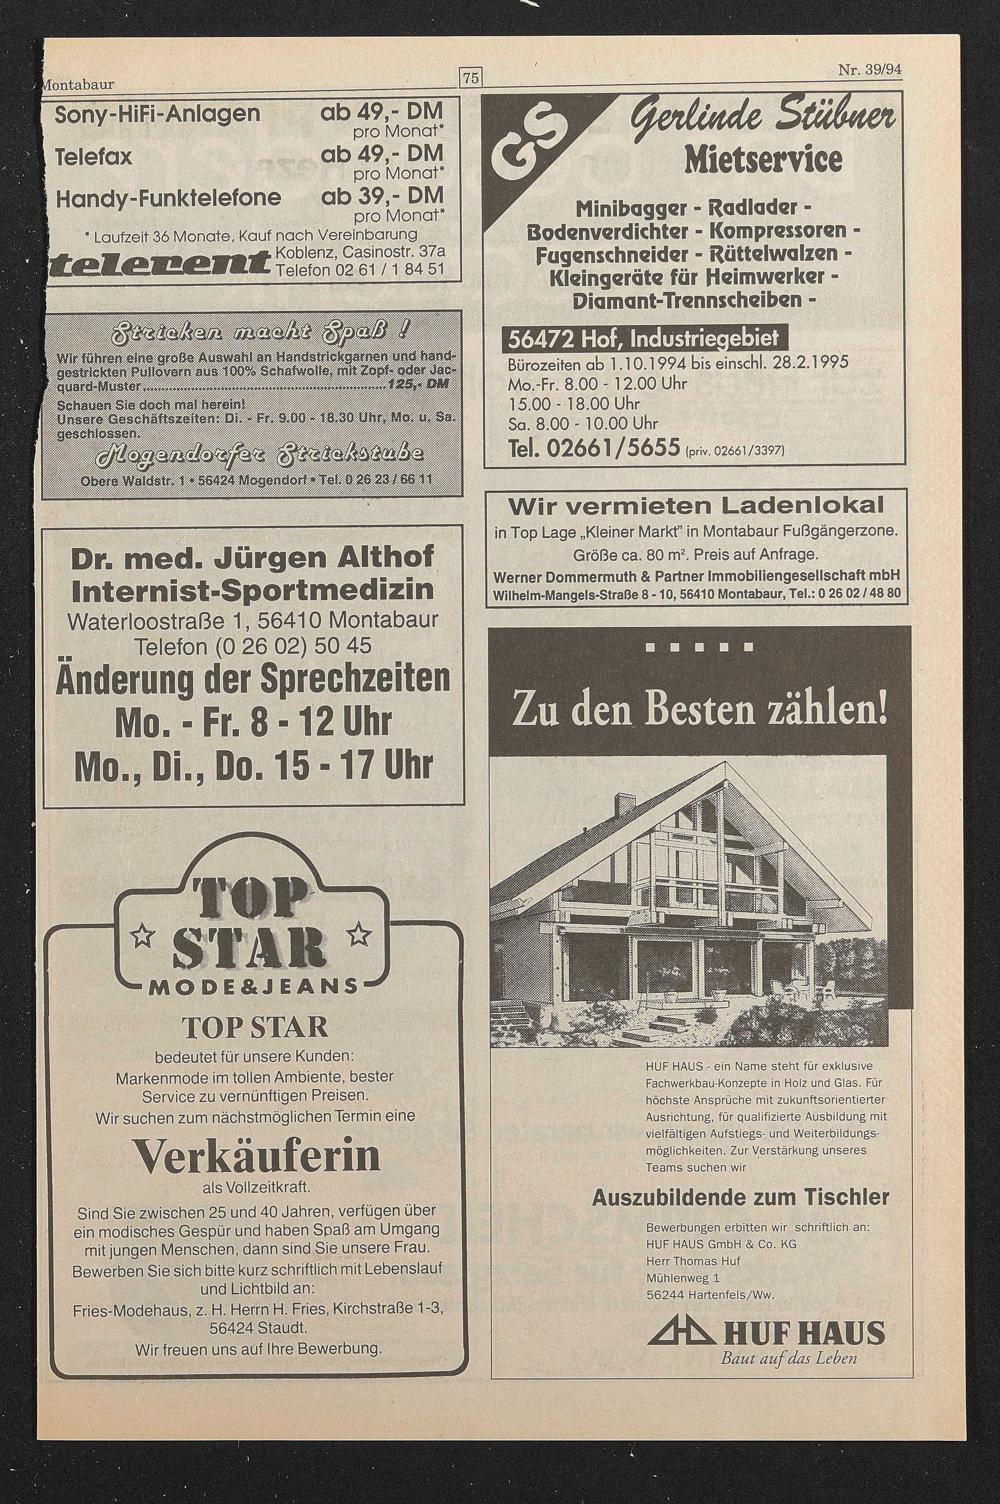 Montabaur
75
Nr. 39/94
Sony-HiFi-Anlagen ab 49,- DM
pro Monat*
Telefax ab 49,- DM
pro Monat*
Handy-Funktelefone ab 39,- DM
pro Monat*
* Laufzeit 36 Monate, Kauf nach Vereinbarung
telerent Koblenz, Casinostr. 37a
Telefon 02 61 / 1 84 51
Stricken macht Spaß !
Wir führen eine große Auswahl an Handstrickgarnen und hand-
gestrickten Pullovern aus 100% Schafwolle, mit Zopf- oder Jac-
quard-Muster ........ 125,- DM
Schauen Sie doch mal herein!
Unsere Geschäftszeiten: Di. - Fr. 9.00 - 18.30 Uhr, Mo. u. Sa.
geschlossen.
Mogendorfer Strickstube
Obere Waldstr. 1 • 56424 Mogendorf • Tel. 0 26 23 / 66 11
Dr. med. Jürgen Althof
Internist-Sportmedizin
Waterloostraße 1, 56410 Montabaur
Telefon (0 26 02) 50 45
Änderung der Sprechzeiten
Mo. - Fr. 8 - 12 Uhr
Mo., Di., Do. 15 - 17 Uhr
TOP
STAR
MODE&JEANS
TOP STAR
bedeutet für unsere Kunden:
Markenmode im tollen Ambiente, bester
Service zu vernünftigen Preisen.
Wir suchen zum nächstmöglichen Termin eine
Verkäuferin
als Vollzeitkraft.
Sind Sie zwischen 25 und 40 Jahren, verfügen über
ein modisches Gespür und haben Spaß am Umgang
mit jungen Menschen, dann sind Sie unsere Frau.
Bewerben Sie sich bitte kurz schriftlich mit Lebenslauf
und Lichtbild an:
Fries-Modehaus, z. H. Herrn H. Fries, Kirchstraße 1-3,
56424 Staudt.
Wir freuen uns auf Ihre Bewerbung.
GS
Gerlinde Stübner
Mietservice
Minibagger - Radlader -
Bodenverdichter - Kompressoren -
Fugenschneider - Rüttelwalzen -
Kleingeräte für Heimwerker -
Diamant-Trennscheiben -
56472 Hof, Industriegebiet
Bürozeiten ab 1.10.1994 bis einschl. 28.2.1995
Mo.-Fr. 8.00 - 12.00 Uhr
15.00 - 18.00 Uhr
Sa. 8.00 - 10.00 Uhr
Tel. 02661/5655 (priv. 02661/3397)
Wir vermieten Ladenlokal
in Top Lage „Kleiner Markt" in Montabaur Fußgängerzone.
Größe ca. 80 m². Preis auf Anfrage.
Werner Dommermuth & Partner Immobiliengesellschaft mbH
Wilhelm-Mangels-Straße 8 - 10, 56410 Montabaur, Tel.: 0 26 02 / 48 80
Zu den Besten zählen!
HUF HAUS - ein Name steht für exklusive
Fachwerkbau-Konzepte in Holz und Glas. Für
höchste Ansprüche mit zukunftsorientierter
Ausrichtung, für qualifizierte Ausbildung mit
vielfältigen Aufstiegs- und Weiterbildungs-
möglichkeiten. Zur Verstärkung unseres
Teams suchen wir
Auszubildende zum Tischler
Bewerbungen erbitten wir schriftlich an:
HUF HAUS GmbH & Co. KG
Herr Thomas Huf
Mühlenweg 1
56244 Hartenfels/Ww.
HUF HAUS
Baut auf das Leben